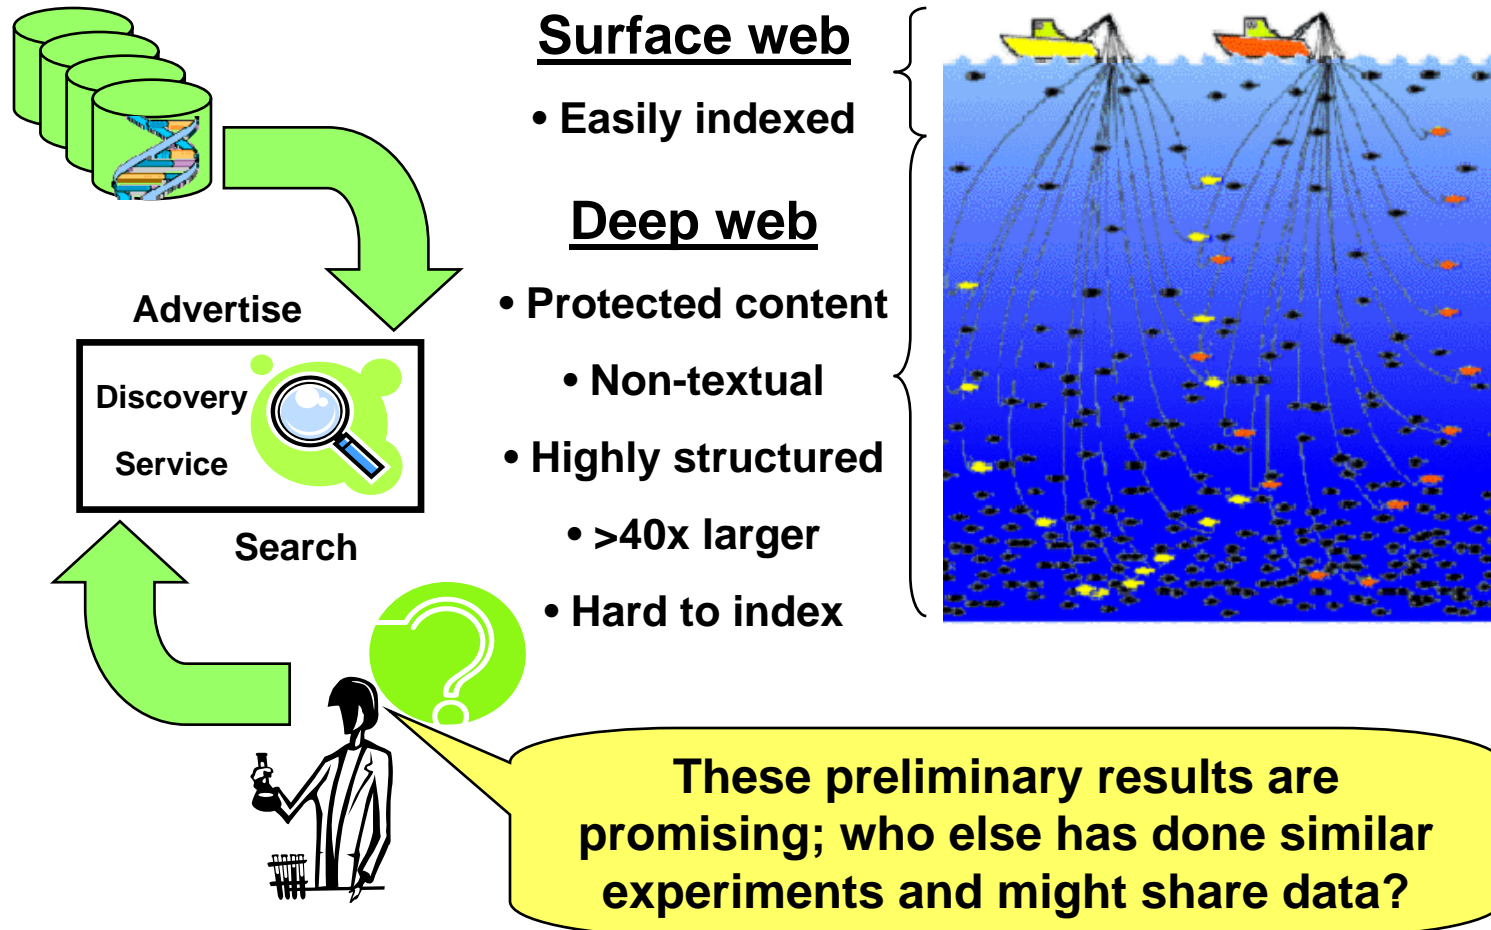 Surface web
• Easily indexed
Deep web
• Protected content
• Non-textual
• Highly structured
• >40x larger
• Hard to index
Advertise
Discovery
Service
Search
These preliminary results are
promising; who else has done similar
experiments and might share data?